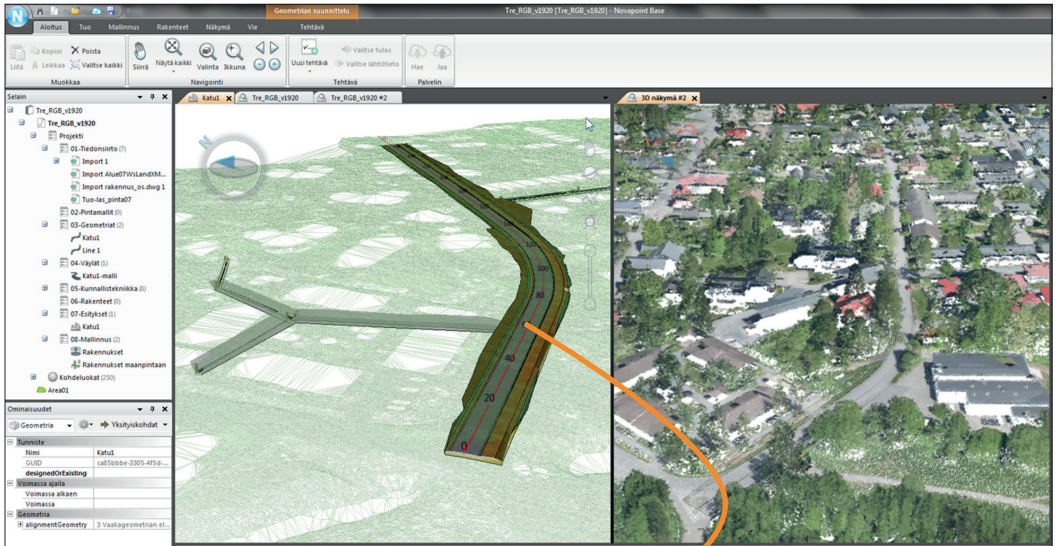 Geometrian suunnittelu
Tre_RGB_v1920 [Tre_RGB_v1920] - Novapoint Base
N
Aloitus Tuo Mallinnus Rakenteet Näkymä Vie Tehtävä
Liitä
Kopioi
Leikkaa
Poista
Valitse kaikki
Muokkaa
Siirrä
Näytä kaikki
Valinta
Ikkuna
Navigointi
Uusi tehtävä
Valitse tulos
Valitse lähtötieto
Tehtävä
Hae
Jaa
Palvelin
Selain
Tre_RGB_v1920
Tre_RGB_v1920
Projekti
01-Tiedonsiirto (7)
Import 1
Import Alue07WsLandXM...
Import rakennus_os.dwg 1
Tuo-las_pinta07
02-Pintamallit (0)
03-Geometriat (2)
Katu1
Line 1
04-Väylät (1)
Katu1-malli
05-Kunnallistekniikka (8)
06-Rakenteet (0)
07-Esitykset (1)
Katu1
08-Mallinnus (2)
Rakennukset
Rakennukset maanpintaan
Kohdeluokat (250)
Area01
Ominaisuudet
Geometria
Yksityiskohdat
Tunniste
Nimi Katu1
GUID ca85bbbe-3305-4f5d-...
designedOrExisting
Voimassa ajalla
Voimassa alkaen
Voimassa
Geometria
alignmentGeometry 3 Vaakageometrian el...
Katu1
Tre_RGB_v1920
Tre_RGB_v1920 #2
N
120
100
80
40
20
0
3D näkymä #2